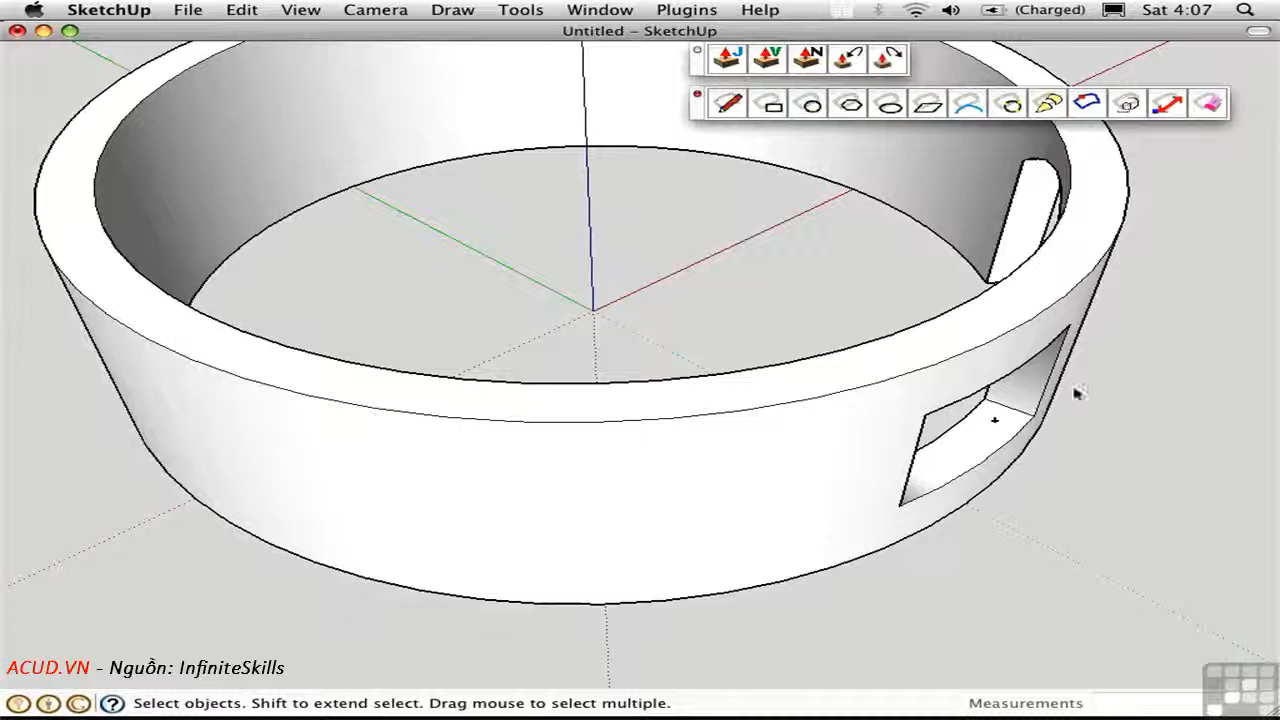 SketchUp File Edit View Camera Draw Tools Window Plugins Help (Charged) Sat 4:07
Untitled – SketchUp
J V N
ACUD.VN - Nguồn: InfiniteSkills
Select objects. Shift to extend select. Drag mouse to select multiple. Measurements